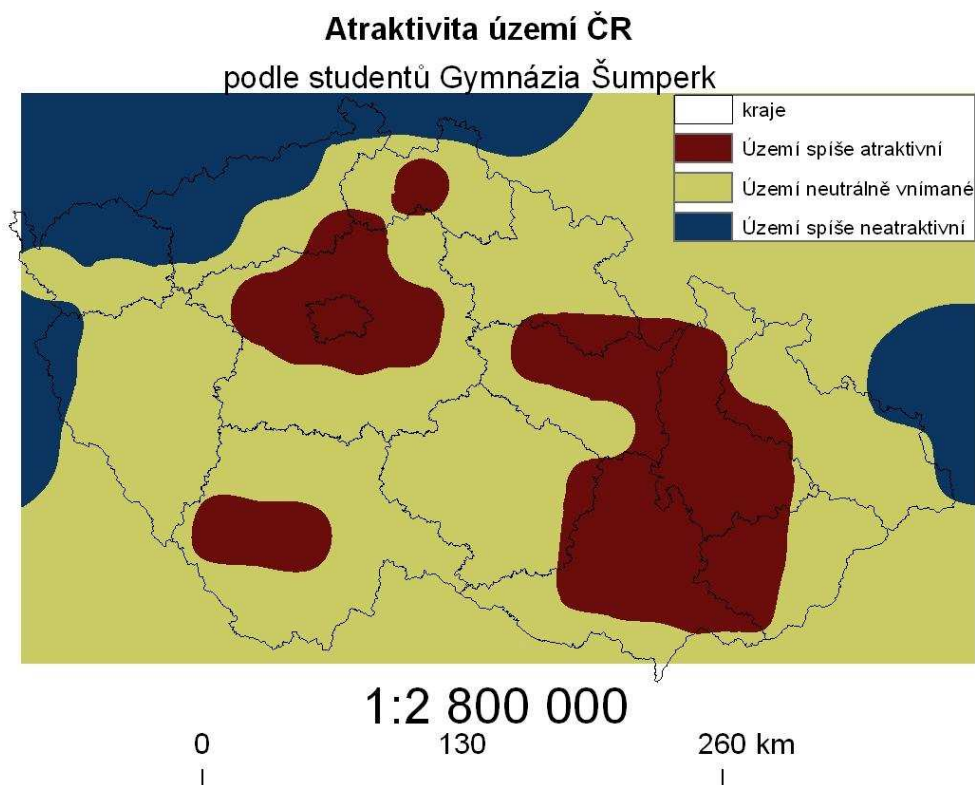 Atraktivita území ČR
podle studentů Gymnázia Šumperk
kraje
Území spíše atraktivní
Území neutrálně vnímané
Území spíše neatraktivní
1:2 800 000
0 130 260 km